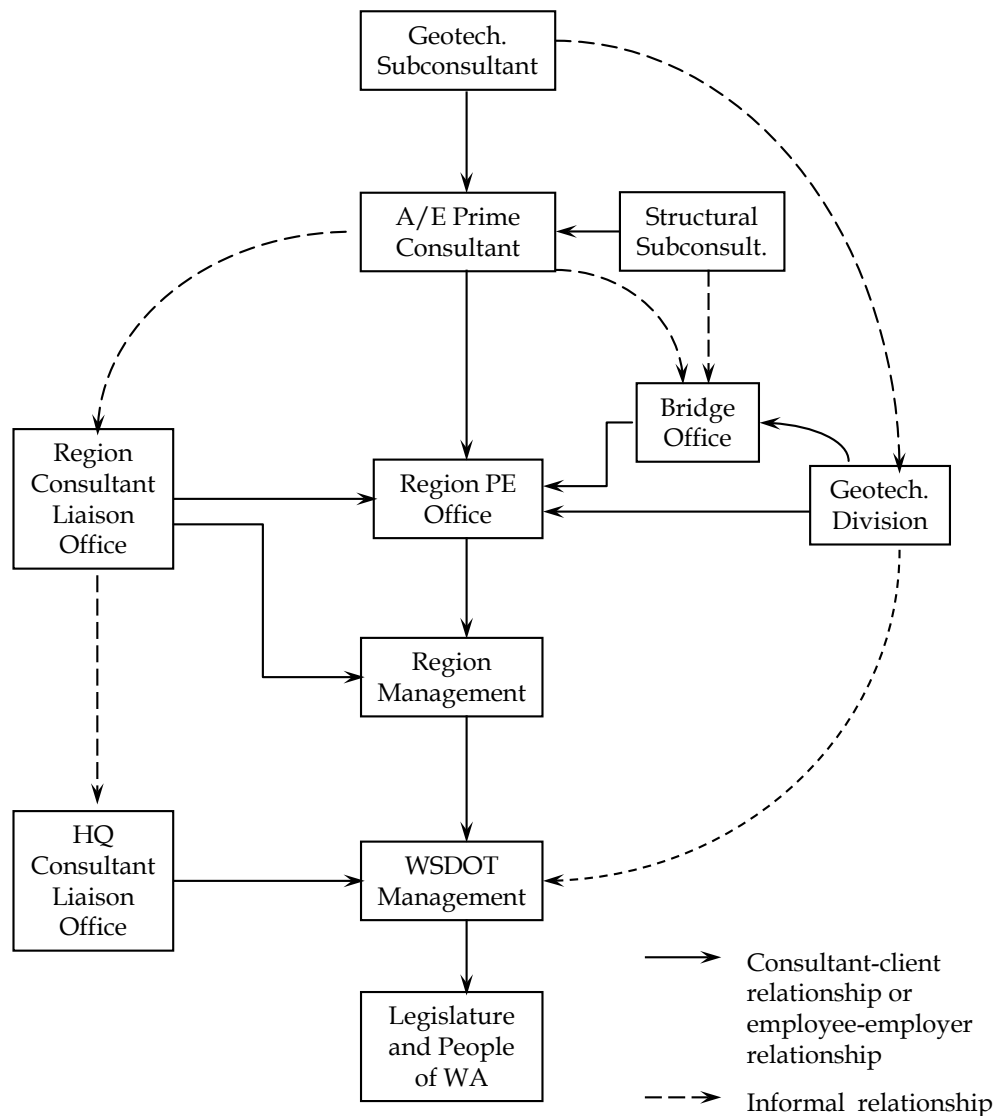 Geotech.
Subconsultant
A/E Prime
Consultant
Structural
Subconsult.
Bridge
Office
Region
Consultant
Liaison
Office
Region PE
Office
Geotech.
Division
Region
Management
HQ
Consultant
Liaison
Office
WSDOT
Management
Legislature
and People
of WA
Consultant-client
relationship or
employee-employer
relationship
Informal relationship